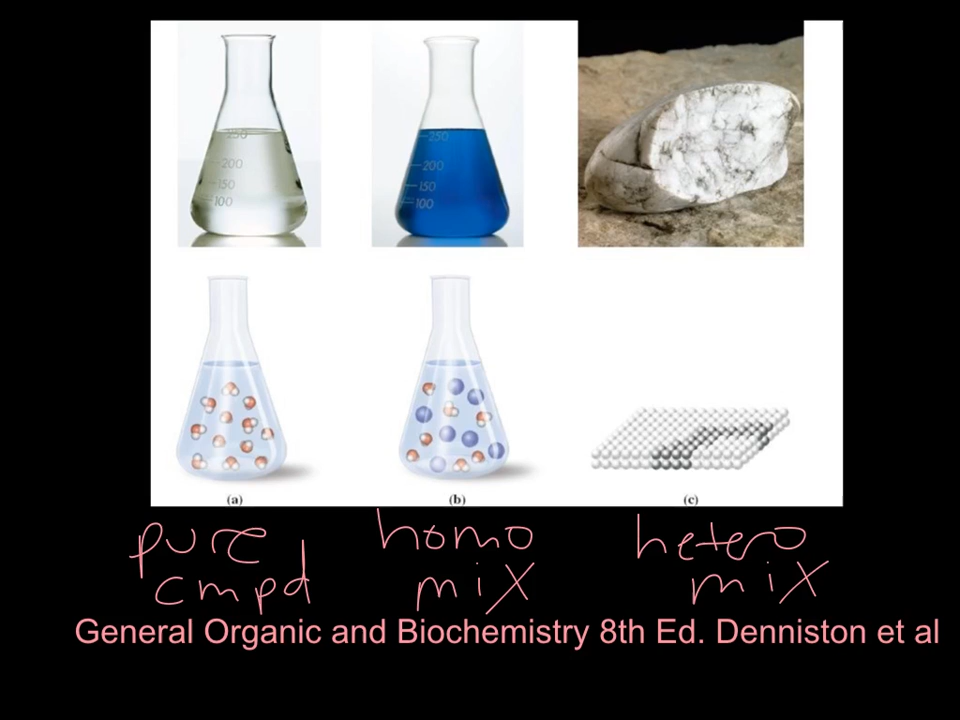 250
200
150
100
250
200
150
100
(a) (b) (c)
pure homo hetero
cmpd mix mix
General Organic and Biochemistry 8th Ed. Denniston et al